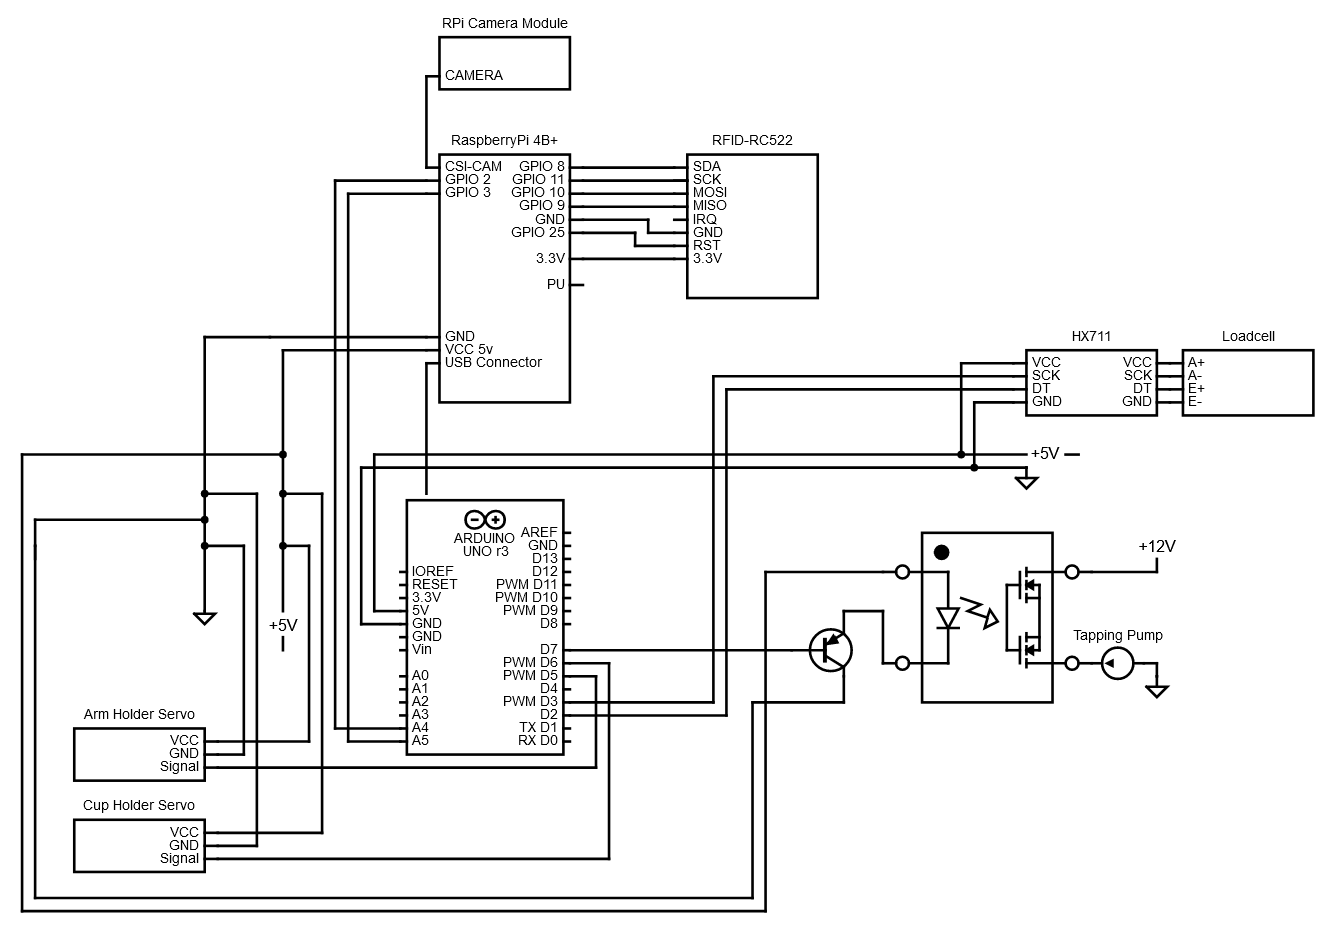 RPi Camera Module
CAMERA
RaspberryPi 4B+
CSI-CAM
GPIO 2
GPIO 3
GPIO 8
GPIO 11
GPIO 10
GPIO 9
GND
GPIO 25
3.3V
PU
GND
VCC 5v
USB Connector
RFID-RC522
SDA
SCK
MOSI
MISO
IRQ
GND
RST
3.3V
HX711
VCC
SCK
DT
GND
VCC
SCK
DT
GND
Loadcell
A+
A-
E+
E-
+5V
+5V
ARDUINO
UNO r3
IOREF
RESET
3.3V
5V
GND
GND
Vin
A0
A1
A2
A3
A4
A5
AREF
GND
D13
D12
PWM D11
PWM D10
PWM D9
D8
D7
PWM D6
PWM D5
D4
PWM D3
D2
TX D1
RX D0
+12V
Tapping Pump
Arm Holder Servo
VCC
GND
Signal
Cup Holder Servo
VCC
GND
Signal